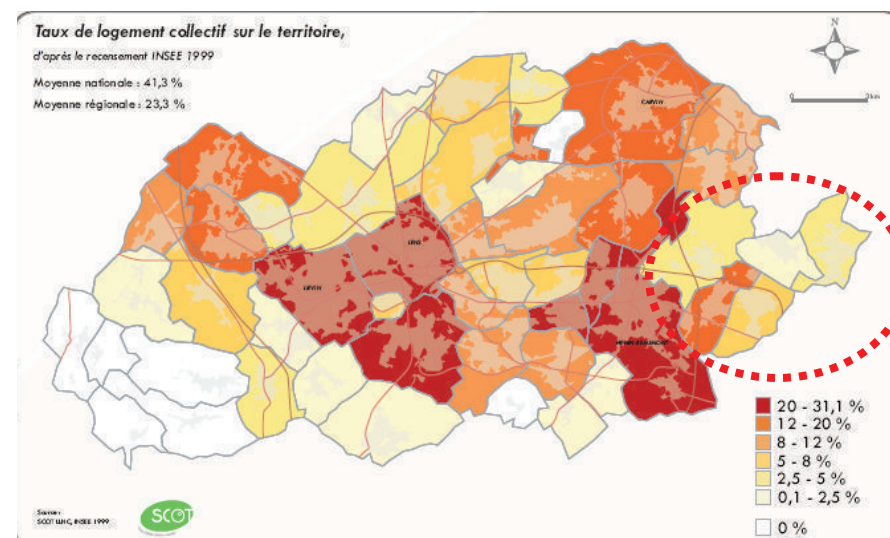 Taux de logement collectif sur le territoire,
d'après le recensement INSEE 1999
Moyenne nationale : 41,3 %
Moyenne régionale : 23,3 %
N
0
2 km
CARVIN
LENS
LIEVIN
HENIN-BEAUMONT
20 - 31,1 %
12 - 20 %
8 - 12 %
5 - 8 %
2,5 - 5 %
0,1 - 2,5 %
0 %
Sources
SCOT LLHC, INSEE 1999
SCOT